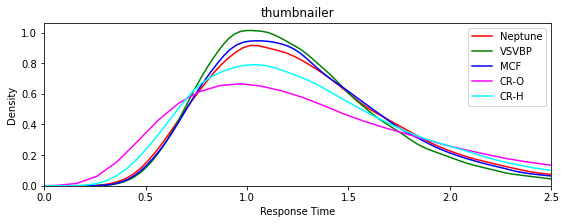 thumbnailer
Neptune
VSVBP
MCF
CR-O
CR-H
Density
1.0
0.8
0.6
0.4
0.2
0.0
0.0 0.5 1.0 1.5 2.0 2.5
Response Time